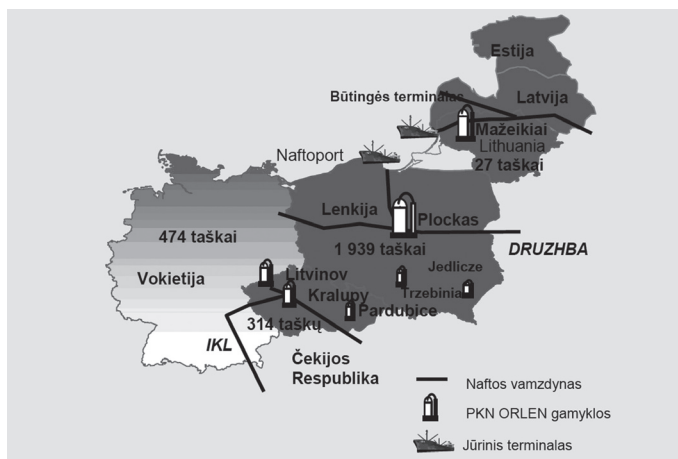 Estija
Būtingės terminalas
Latvija
Mažeikiai
Lithuania
27 taškai
Naftoport
Lenkija
Plockas
474 taškai
1 939 taškai
DRUZHBA
Vokietija
Litvinov
Jedlicze
Kralupy
Trzebinia
Pardubice
314 taškų
IKL
Čekijos
Respublika
Naftos vamzdynas
PKN ORLEN gamyklos
Jūrinis terminalas